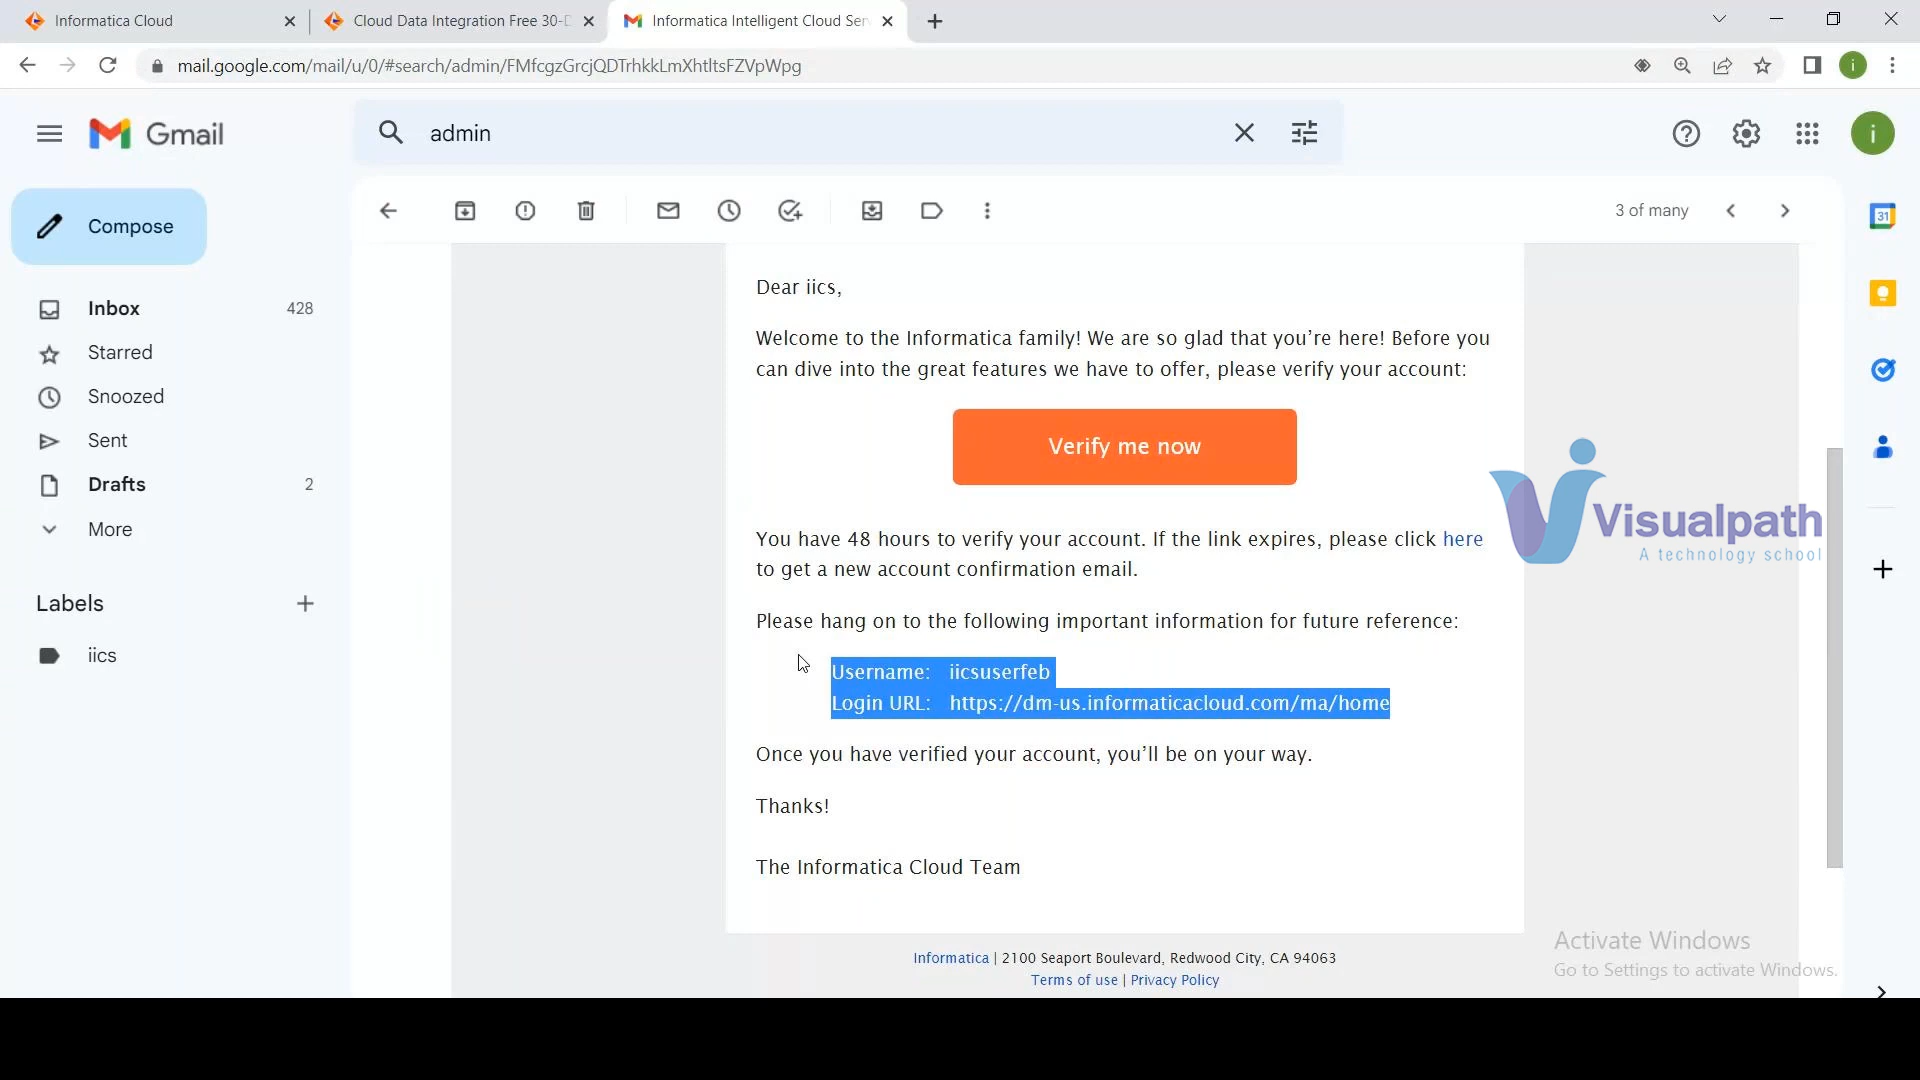 Informatica Cloud
Cloud Data Integration Free 30-D
Informatica Intelligent Cloud Ser
mail.google.com/mail/u/0/#search/admin/FMfcgzGrcjQDTrhkkLmXhtltsFZVpWpg
i
Gmail
admin
i
Compose
3 of many
31
Inbox 428
Starred
Snoozed
Sent
Drafts 2
More
Labels
iics
Dear iics,
Welcome to the Informatica family! We are so glad that you’re here! Before you
can dive into the great features we have to offer, please verify your account:
Verify me now
You have 48 hours to verify your account. If the link expires, please click here
to get a new account confirmation email.
Please hang on to the following important information for future reference:
Username: iicsuserfeb
Login URL: https://dm-us.informaticacloud.com/ma/home
Once you have verified your account, you’ll be on your way.
Thanks!
The Informatica Cloud Team
Informatica | 2100 Seaport Boulevard, Redwood City, CA 94063
Terms of use | Privacy Policy
Visualpath
A technology school
Activate Windows
Go to Settings to activate Windows.